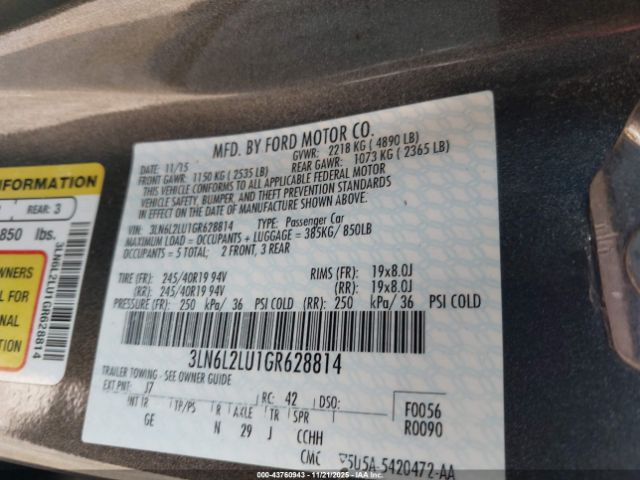 MFD. BY FORD MOTOR CO.
DATE: 11/15 GVWR: 2218 KG ( 4890 LB)
FRONT GAWR: 1150 KG ( 2535 LB) REAR GAWR: 1073 KG ( 2365 LB)
THIS VEHICLE CONFORMS TO ALL APPLICABLE FEDERAL MOTOR
VEHICLE SAFETY, BUMPER, AND THEFT PREVENTION STANDARDS
IN EFFECT ON THE DATE OF MANUFACTURE SHOWN ABOVE.
VIN: 3LN6L2LU1GR628814 TYPE: Passenger Car
MAXIMUM LOAD = OCCUPANTS + LUGGAGE = 385KG/ 850LB
OCCUPANTS = 5 TOTAL; 2 FRONT, 3 REAR
TIRE (FR): 245/40R19 94V RIMS (FR): 19x8.0J
(RR): 245/40R19 94V (RR): 19x8.0J
PRESSURE (FR): 250 kPa/ 36 PSI COLD (RR): 250 kPa/ 36 PSI COLD
3LN6L2LU1GR628814
TRAILER TOWING - SEE OWNER GUIDE
EXT PNT: J7 RC: 42 DSO: F0056
INT TR TP/PS R AXLE TR SPR R0090
GE N 29 J CCHH
CMC 5U5A-5420472-AA
INFORMATION
REAR: 3
850 lbs.
OWNERS
FOR
ONAL
N
3LN6L2LU1GR628814
000-43760943 - 11/21/2025 - IAAI.COM